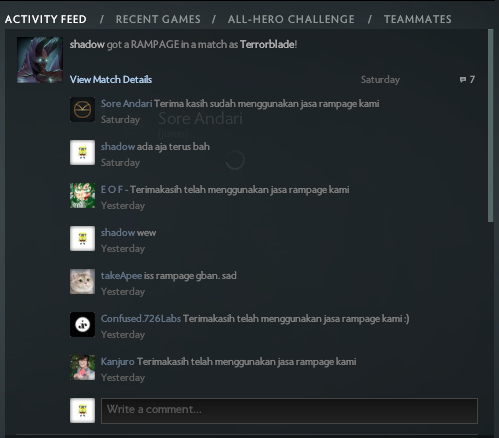 ACTIVITY FEED / RECENT GAMES / ALL-HERO CHALLENGE / TEAMMATES
shadow got a RAMPAGE in a match as Terrorblade!
View Match Details Saturday 7
Sore Andari Terima kasih sudah menggunakan jasa rampage kami
Saturday
Sore Andari
shadow ada aja terus bah
Saturday
E O F - Terimakasih telah menggunakan jasa rampage kami
Yesterday
shadow wew
Yesterday
takeApee iss rampage gban. sad
Yesterday
Confused.726Labs Terimakasih telah menggunakan jasa rampage kami :)
Yesterday
Kanjuro Terimakasih telah menggunakan jasa rampage kami
Yesterday
Write a comment...